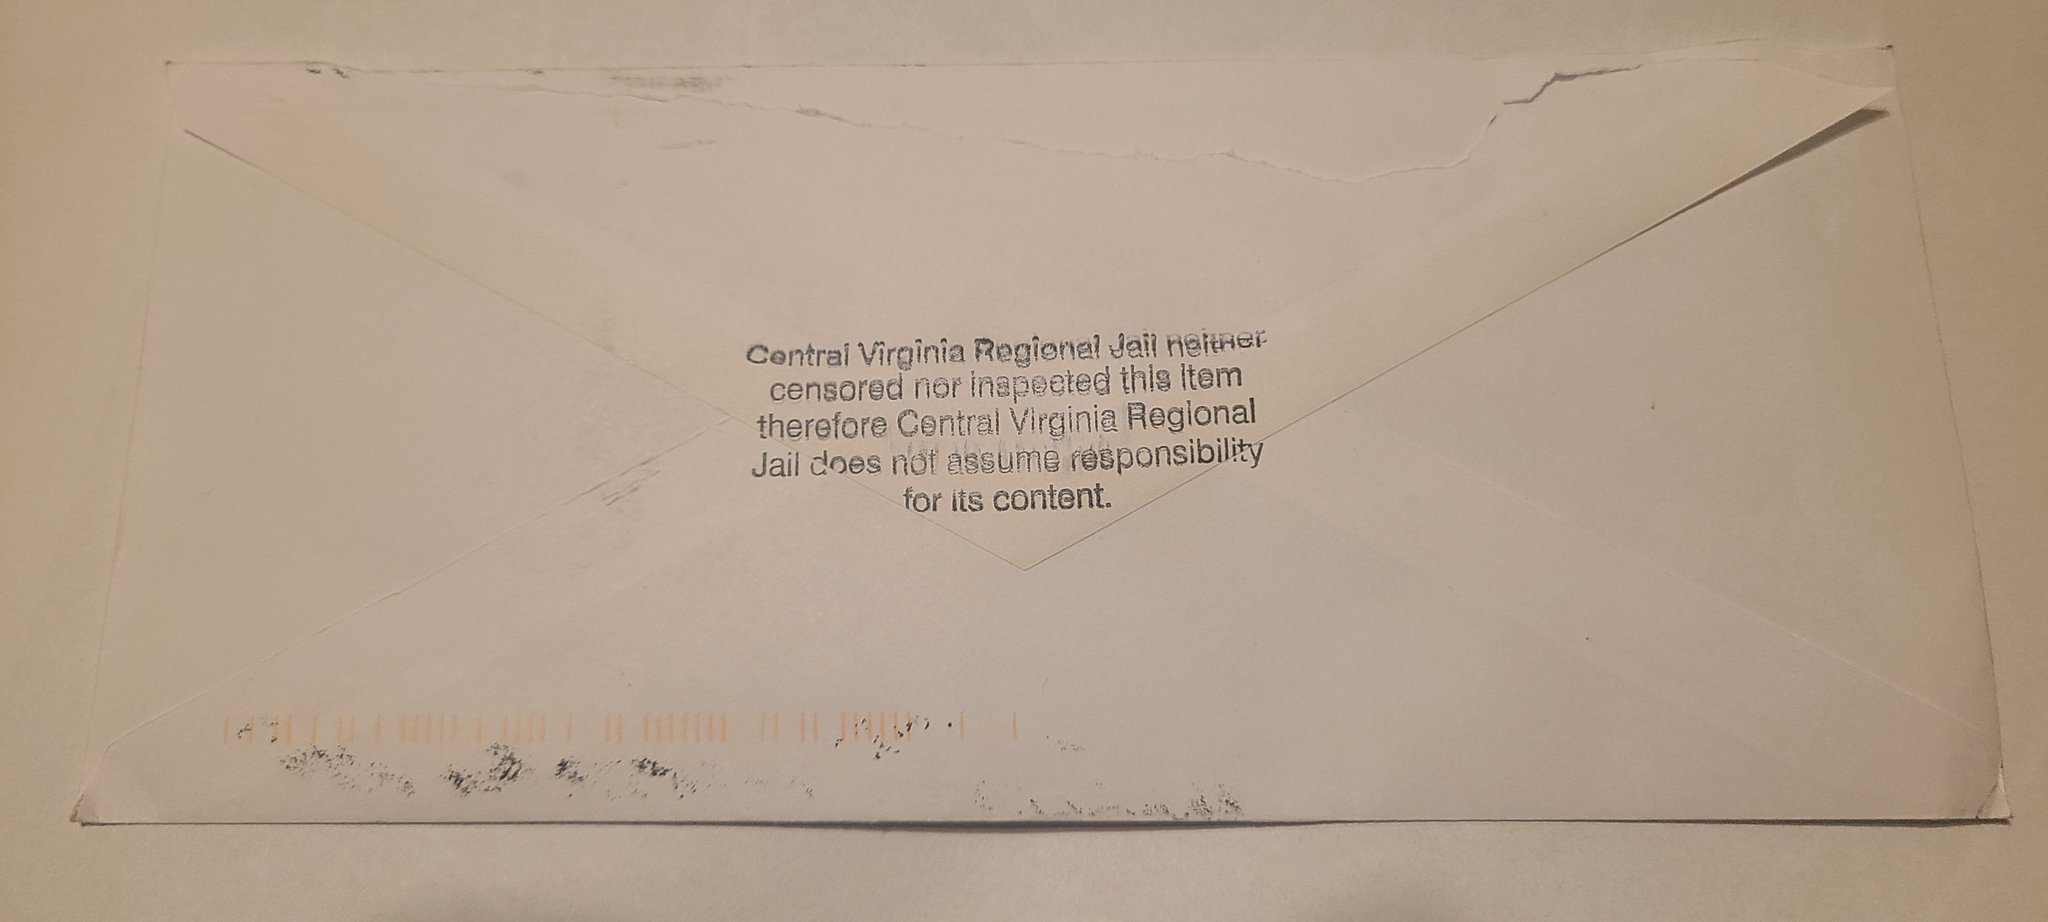 Central Virginia Regional Jail neither
censored nor inspected this item
therefore Central Virginia Regional
Jail does not assume responsibility
for its content.